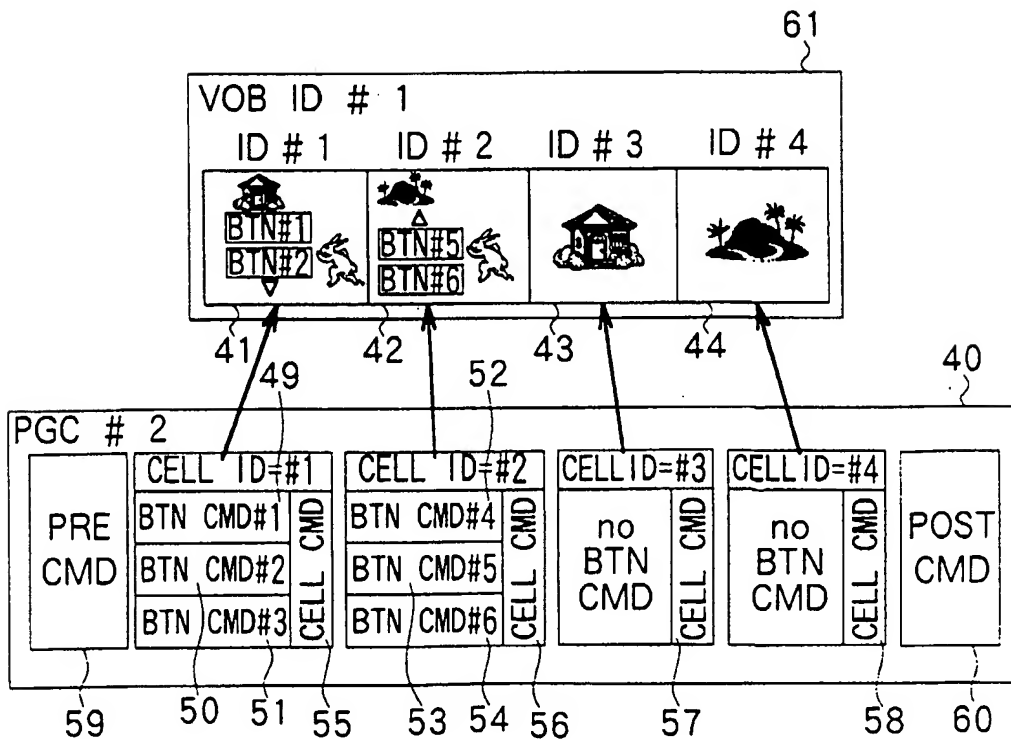 61
VOB ID # 1
ID # 1 ID # 2 ID # 3 ID # 4
BTN#1
BTN#2
BTN#5
BTN#6
41 42 43 44
49 52 40
PGC # 2
PRE CMD
CELL ID=#1
BTN CMD#1
BTN CMD#2
BTN CMD#3
CELL CMD
CELL ID=#2
BTN CMD#4
BTN CMD#5
BTN CMD#6
CELL CMD
CELL ID=#3
no
BTN
CMD
CELL CMD
CELL ID=#4
no
BTN
CMD
CELL CMD
POST
CMD
59 50 51 55 53 54 56 57 58 60